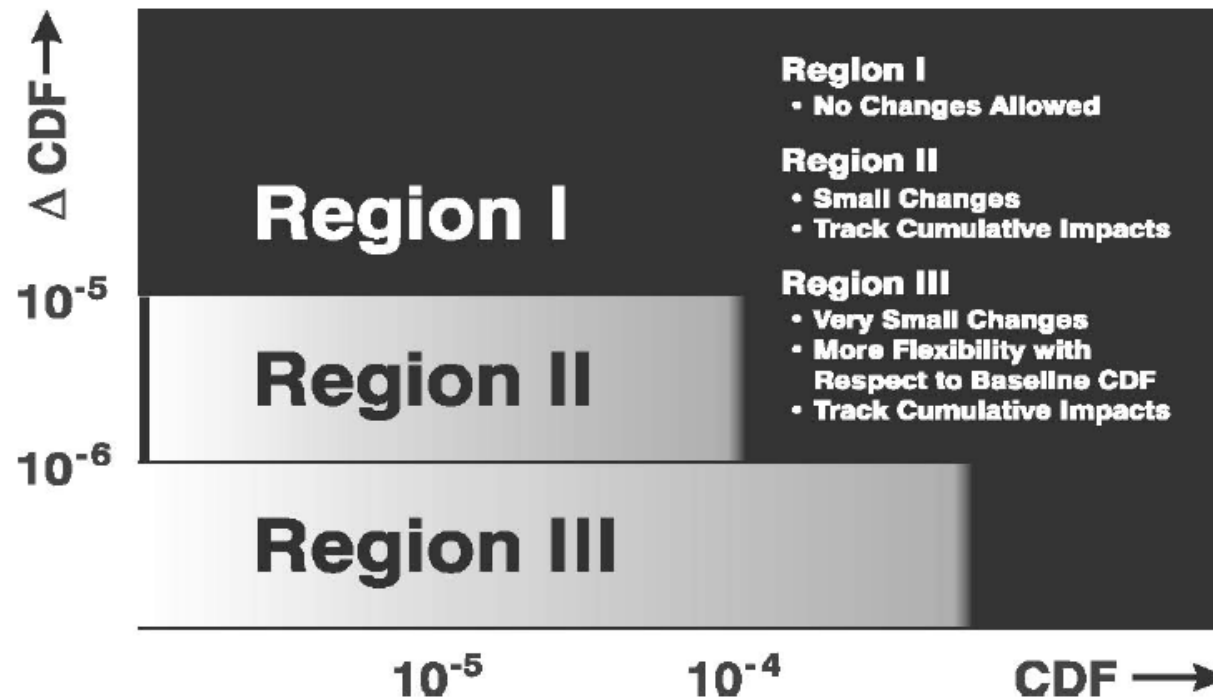 Δ CDF→
Region I
• No Changes Allowed
Region II
• Small Changes
• Track Cumulative Impacts
Region III
• Very Small Changes
• More Flexibility with
Respect to Baseline CDF
• Track Cumulative Impacts
Region I
10⁻⁵
Region II
10⁻⁶
Region III
10⁻⁵
10⁻⁴
CDF→